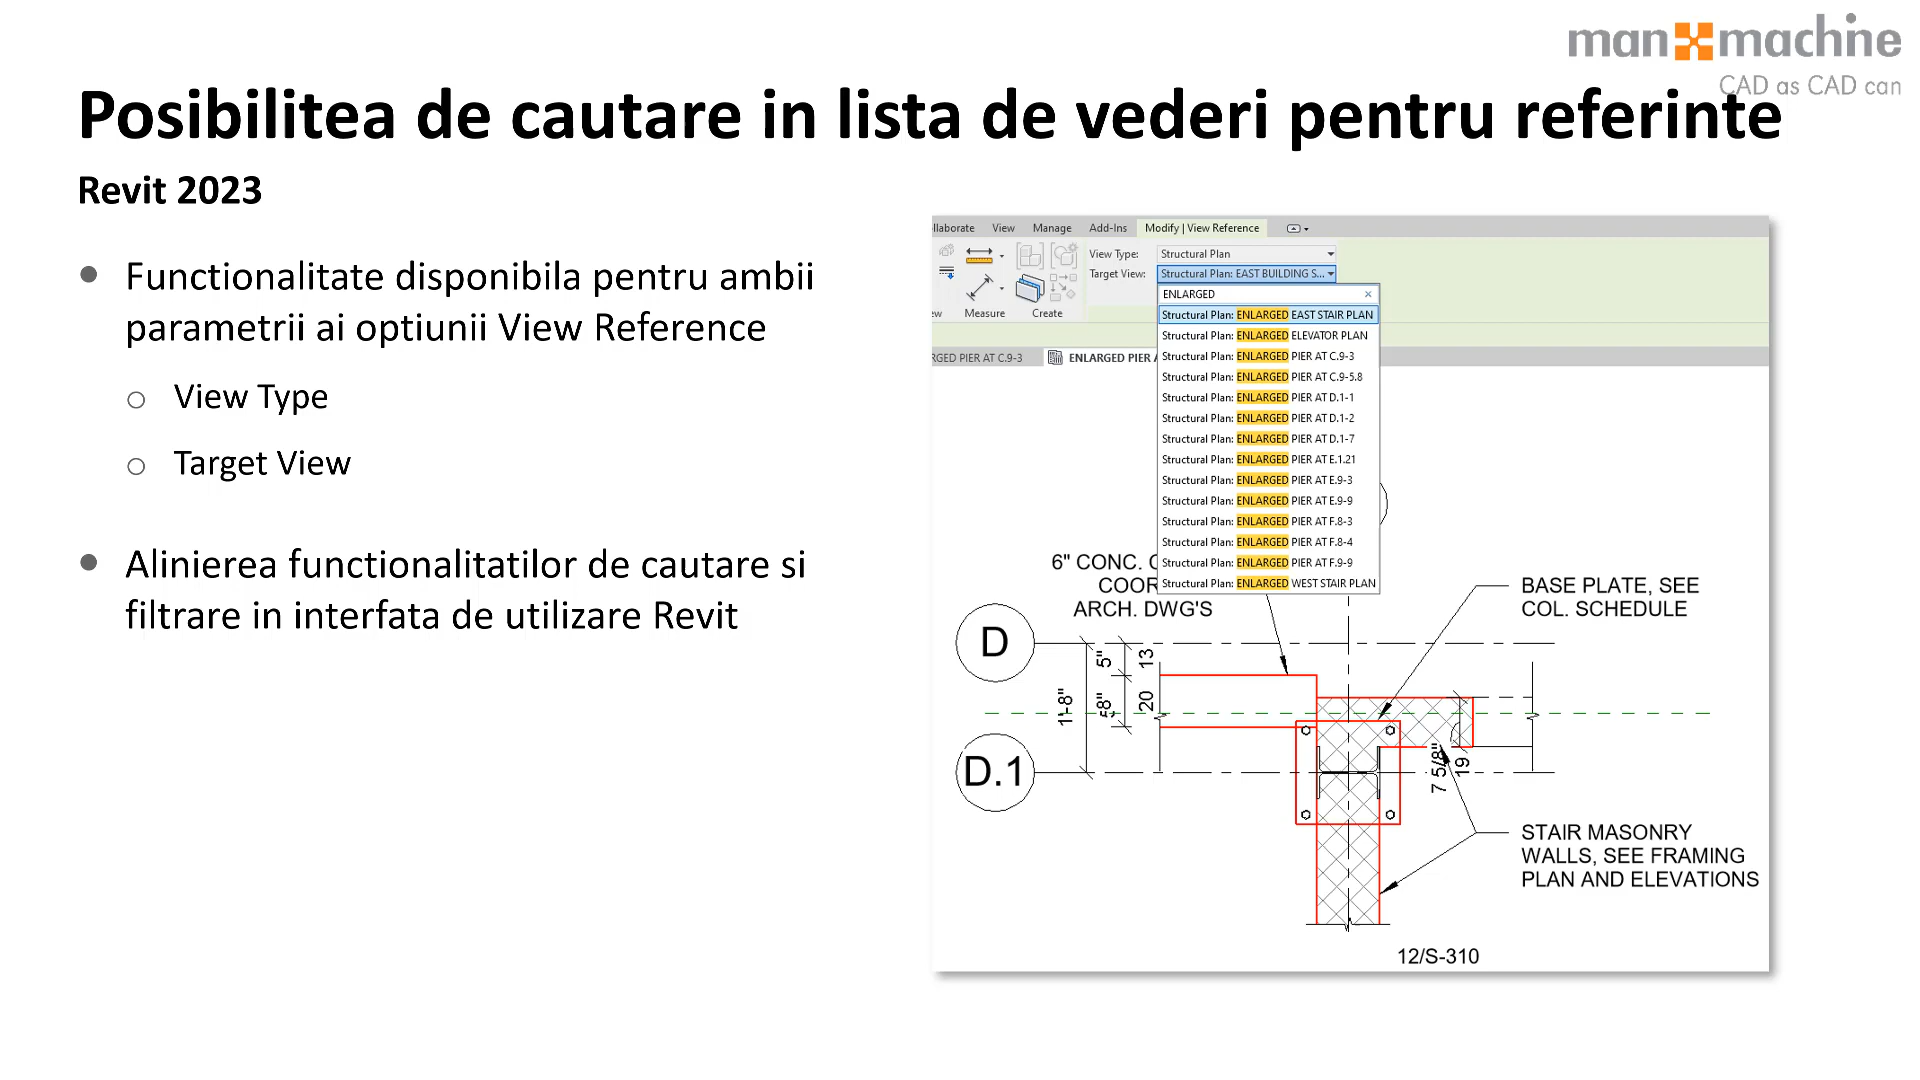 man machine
CAD as CAD can
Posibilitea de cautare in lista de vederi pentru referinte
Revit 2023
Functionalitate disponibila pentru ambii
parametrii ai optiunii View Reference
View Type
Target View
Alinierea functionalitatilor de cautare si
filtrare in interfata de utilizare Revit
llaborate View Manage Add-Ins Modify | View Reference
View Type: Structural Plan
Target View: Structural Plan: EAST BUILDING S...
ew Measure Create
ENLARGED
Structural Plan: ENLARGED EAST STAIR PLAN
Structural Plan: ENLARGED ELEVATOR PLAN
Structural Plan: ENLARGED PIER AT C.9-3
Structural Plan: ENLARGED PIER AT C.9-5.8
Structural Plan: ENLARGED PIER AT D.1-1
Structural Plan: ENLARGED PIER AT D.1-2
Structural Plan: ENLARGED PIER AT D.1-7
Structural Plan: ENLARGED PIER AT E.1.21
Structural Plan: ENLARGED PIER AT E.9-3
Structural Plan: ENLARGED PIER AT E.9-9
Structural Plan: ENLARGED PIER AT F.8-3
Structural Plan: ENLARGED PIER AT F.8-4
Structural Plan: ENLARGED PIER AT F.9-9
Structural Plan: ENLARGED WEST STAIR PLAN
RGED PIER AT C.9-3 ENLARGED PIER A
6" CONC. C
COOR
ARCH. DWG'S
BASE PLATE, SEE
COL. SCHEDULE
D
D.1
1'-8"
5"
13
8"
20
7 5/8"
19
STAIR MASONRY
WALLS, SEE FRAMING
PLAN AND ELEVATIONS
12/S-310